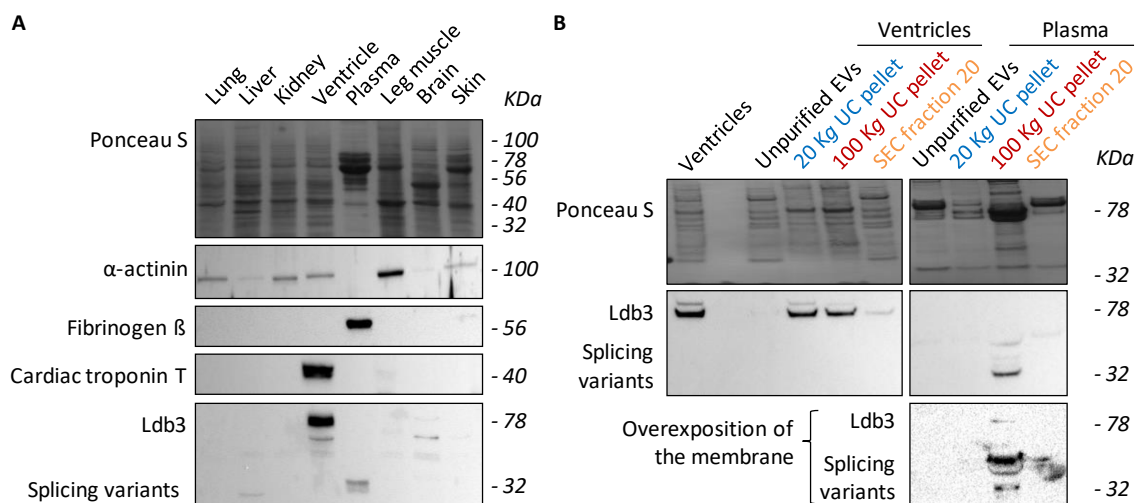 A
Lung
Liver
Kidney
Ventricle
Plasma
Leg muscle
Brain
Skin
KDa
Ponceau S
- 100
- 78
- 56
- 40
- 32
α-actinin
- 100
Fibrinogen ß
- 56
Cardiac troponin T
- 40
Ldb3
- 78
Splicing variants
- 32
B
Ventricles
Plasma
Ventricles
Unpurified EVs
20 Kg UC pellet
100 Kg UC pellet
SEC fraction 20
Unpurified EVs
20 Kg UC pellet
100 Kg UC pellet
SEC fraction 20
KDa
Ponceau S
- 78
- 32
Ldb3
- 78
Splicing
variants
- 32
Overexposition of
the membrane
Ldb3
- 78
Splicing
variants
- 32